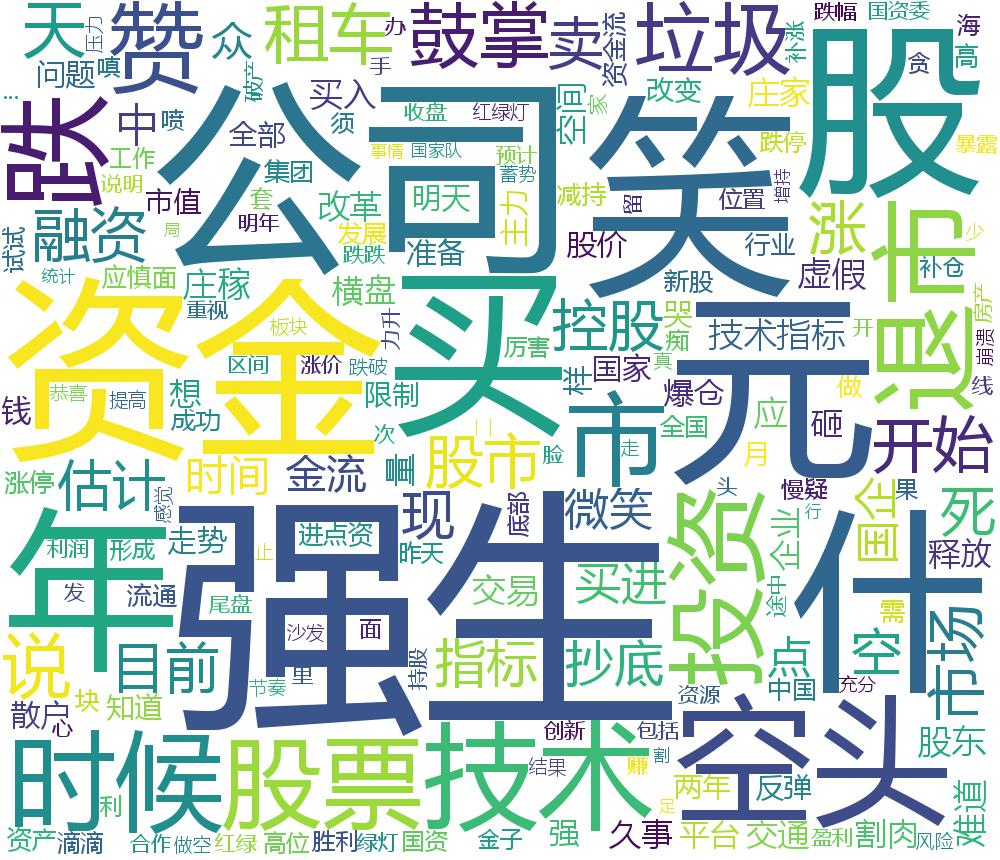 天
压力
赞
众
租车
办
鼓掌
卖
资金流
垃圾
补涨
跌幅
国资委
海
问题
嗔
破产
手
高
贪
股
...
跌
中
喷
公司
买入
收盘
红绿灯
空间
家
改变
庄家
工作
全部
须
事情
国家队
预计
笑
跌停
暴露
说明
集团
蓄势
减持
留
位置
增持
市值
套
明年
改革
明天
主力
涨
退市
少
试试
融资
局
发展
准备
股价
行业
统计
应慎面
跌跌
新股
虚假
补仓
庄稼
横盘
力升
控股
哭
元
房产
重视
资金
板块
买
厉害
痴
技术指标
开
崩溃
恭喜
区间
涨价
跌破
样
国家
真
线
钱
提高
想
限制
爆仓
做
成功
次
市
全国
应
砸
开始
涨停
估计
时间
金流
量
股市
脸
走
月
感觉
底部
微笑
头
慢疑
国企
果
死
年
强生
现
进点资
投资
企业
什
行
释放
利润
形成
走势
止
昨天
交易
买进
途中
需
市场
发
流通
尾盘
沙发
面
说
目前
里
持股
指标
抄底
点
空
节奏
中国
充分
散户
心
块
知道
资源
空头
创新
包括
股东
时候
股票
技术
结果
赚
割
两年
反弹
难道
利
足
资产
滴滴
合作
做空
红绿
高位
胜利
绿灯
国资
金子
强
久事
平台
交通
盈利
割肉
风险